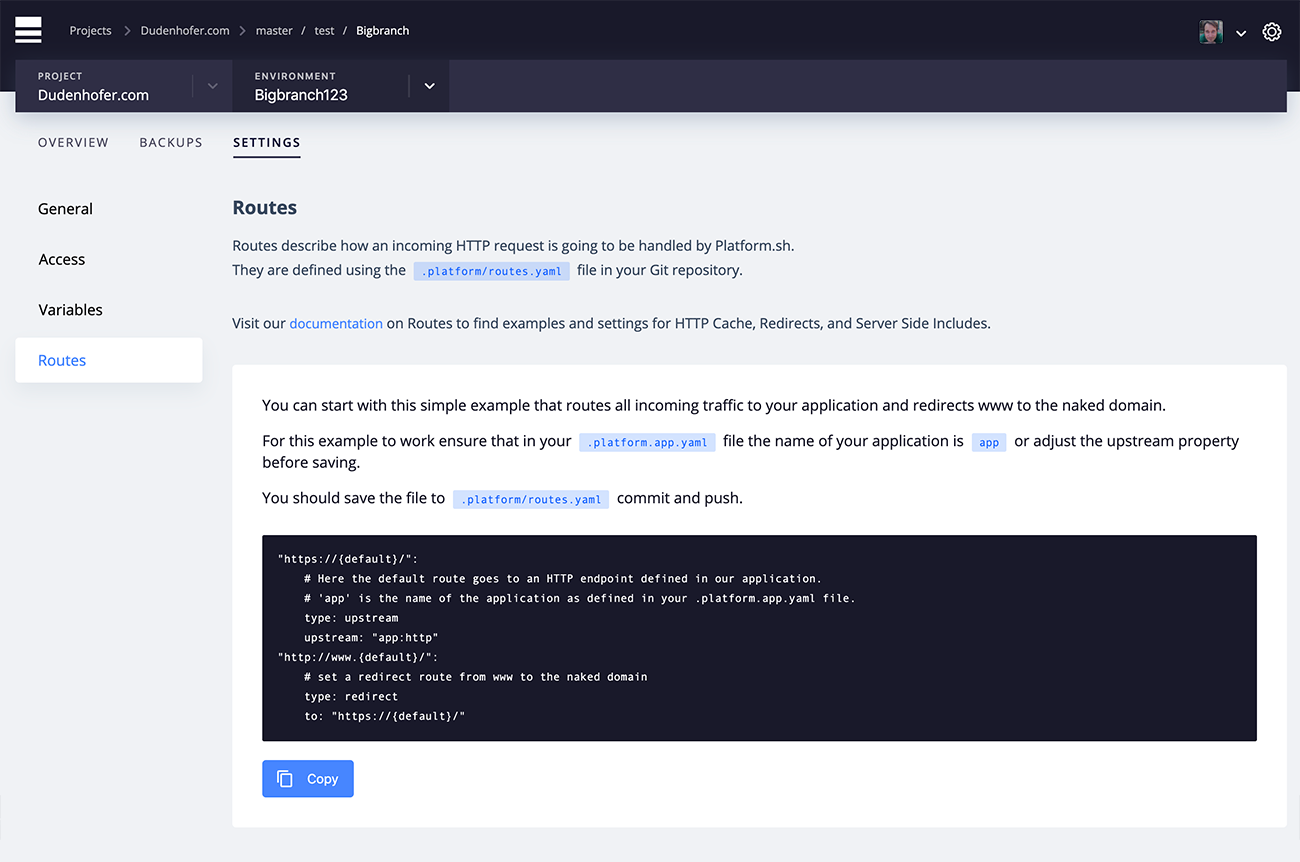 Projects > Dudenhofer.com > master / test / Bigbranch
PROJECT
Dudenhofer.com
ENVIRONMENT
Bigbranch123
OVERVIEW BACKUPS SETTINGS
General
Access
Variables
Routes
Routes
Routes describe how an incoming HTTP request is going to be handled by Platform.sh.
They are defined using the .platform/routes.yaml file in your Git repository.
Visit our documentation on Routes to find examples and settings for HTTP Cache, Redirects, and Server Side Includes.
You can start with this simple example that routes all incoming traffic to your application and redirects www to the naked domain.
For this example to work ensure that in your .platform.app.yaml file the name of your application is app or adjust the upstream property
before saving.
You should save the file to .platform/routes.yaml commit and push.
"https://{default}/":
    # Here the default route goes to an HTTP endpoint defined in our application.
    # 'app' is the name of the application as defined in your .platform.app.yaml file.
    type: upstream
    upstream: "app:http"
"http://www.{default}/":
    # set a redirect route from www to the naked domain
    type: redirect
    to: "https://{default}/"
Copy